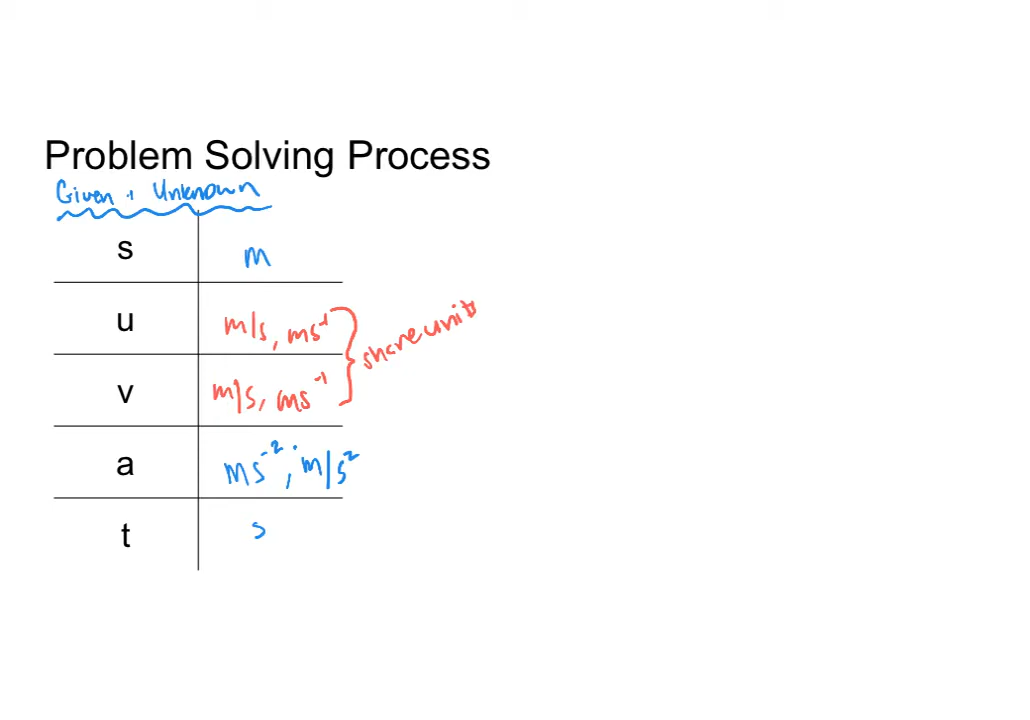 Problem Solving Process
Given + Unknown
s m
u m/s, ms⁻¹
share units
v m/s, ms⁻¹
a ms⁻², m/s²
t s